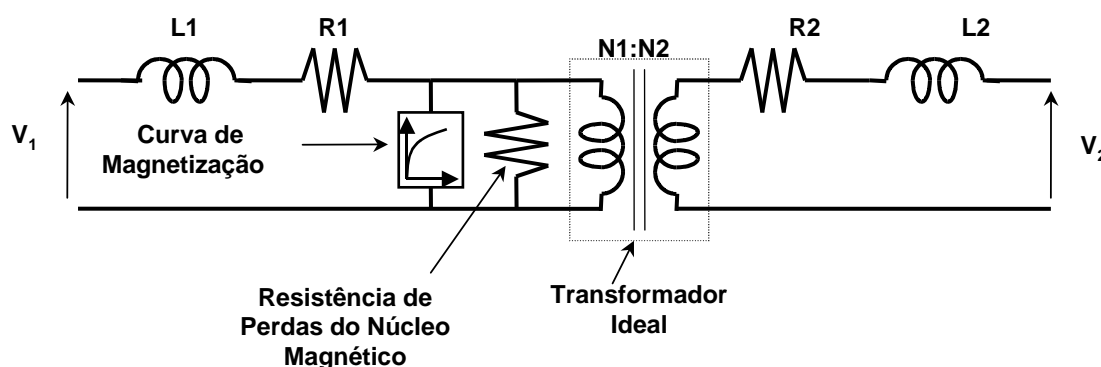 L1
R1
N1:N2
R2
L2
V1
Curva de
Magnetização
V2
Resistência de
Perdas do Núcleo
Magnético
Transformador
Ideal